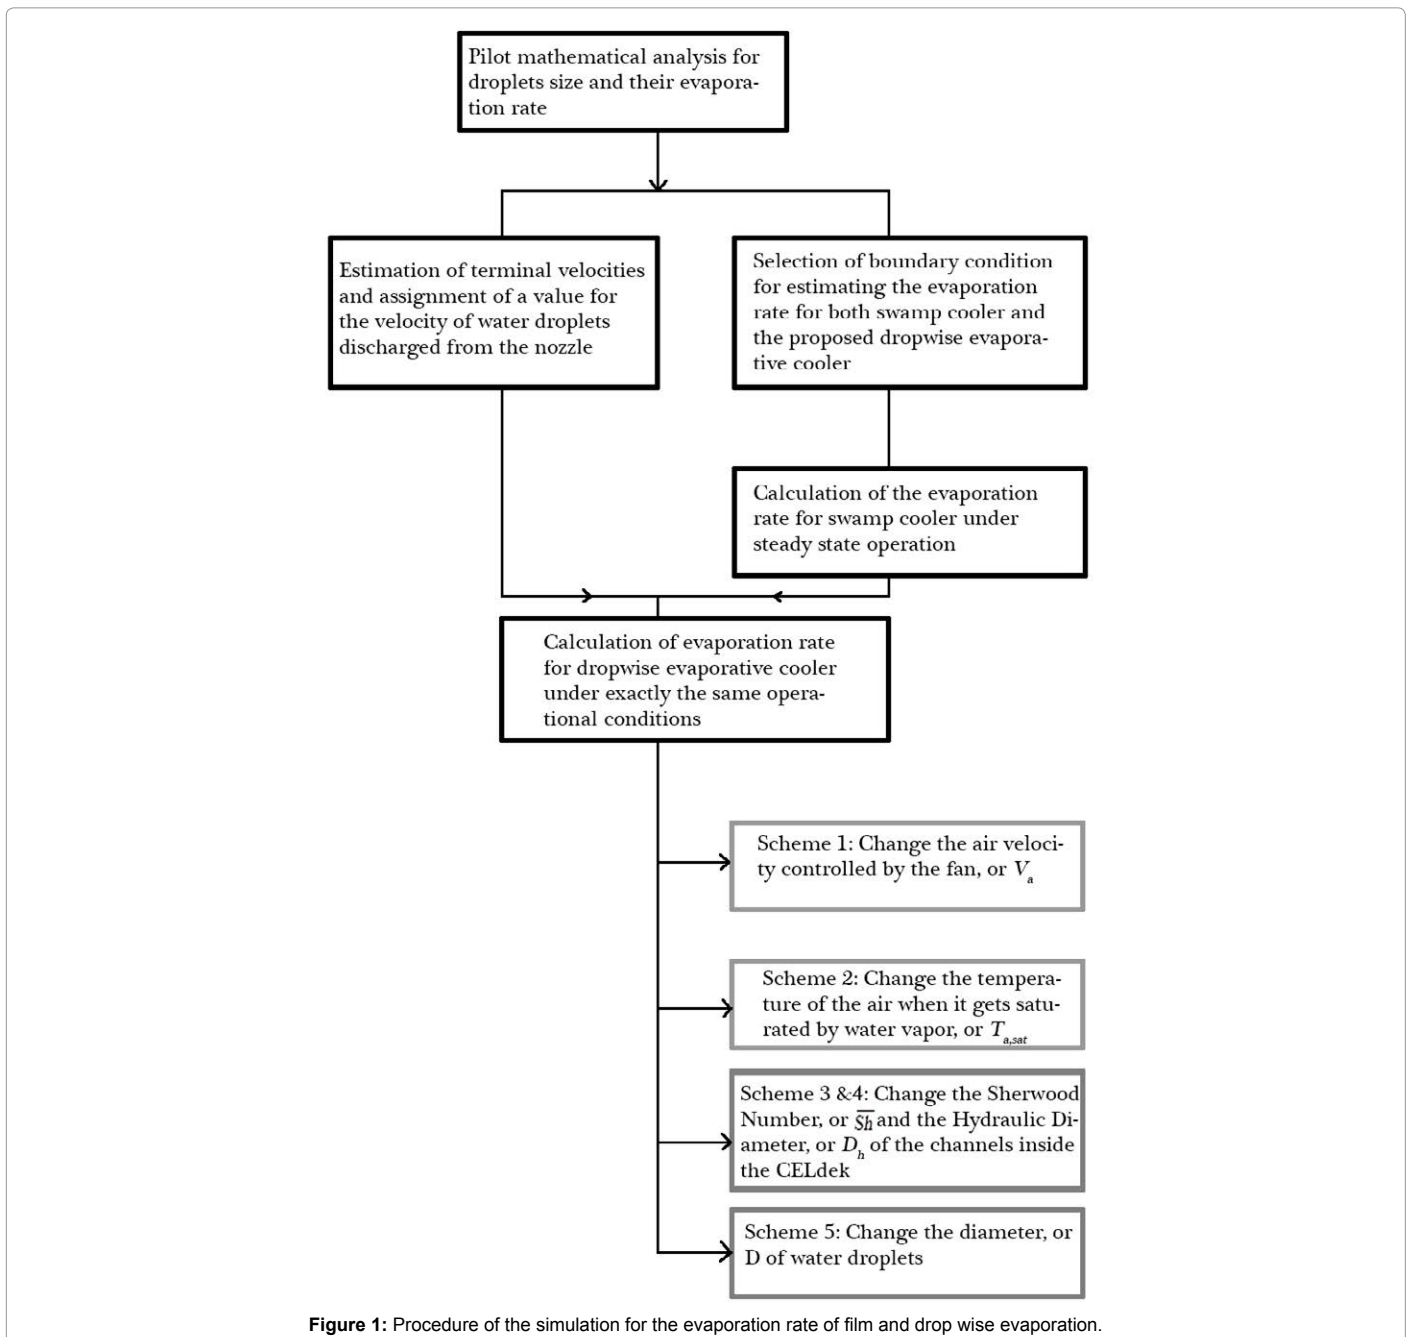 Pilot mathematical analysis for
droplets size and their evapora-
tion rate
Estimation of terminal velocities
and assignment of a value for
the velocity of water droplets
discharged from the nozzle
Selection of boundary condition
for estimating the evaporation
rate for both swamp cooler and
the proposed dropwise evapora-
tive cooler
Calculation of the evaporation
rate for swamp cooler under
steady state operation
Calculation of evaporation rate
for dropwise evaporative cooler
under exactly the same opera-
tional conditions
Scheme 1: Change the air veloci-
ty controlled by the fan, or Vₐ
Scheme 2: Change the tempera-
ture of the air when it gets satu-
rated by water vapor, or T_a,sat
Scheme 3 &4: Change the Sherwood
Number, or S̅h̅ and the Hydraulic Di-
ameter, or Dₕ of the channels inside
the CELdek
Scheme 5: Change the diameter, or
D of water droplets
Figure 1: Procedure of the simulation for the evaporation rate of film and drop wise evaporation.